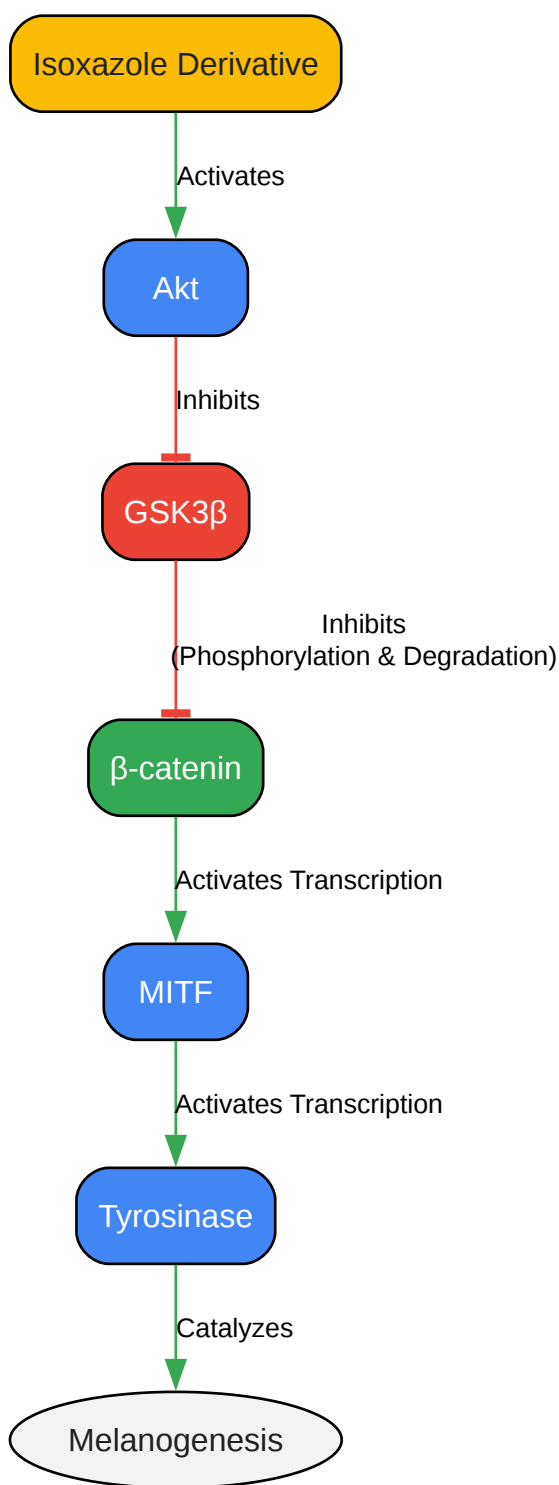 Isoxazole Derivative
Activates
Akt
Inhibits
GSK3β
Inhibits
(Phosphorylation & Degradation)
β-catenin
Activates Transcription
MITF
Activates Transcription
Tyrosinase
Catalyzes
Melanogenesis